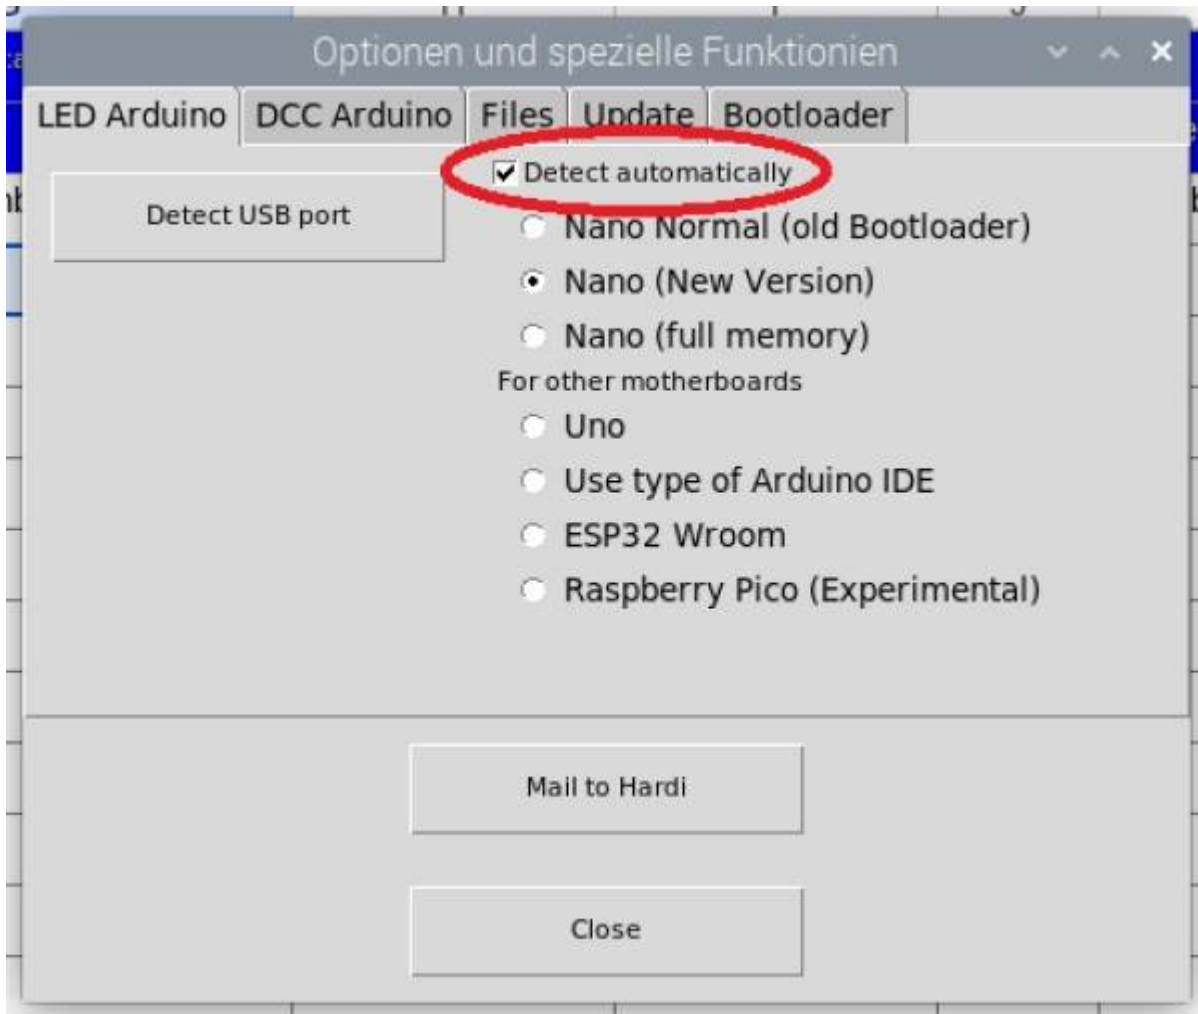 Optionen und spezielle Funktionien
LED Arduino DCC Arduino Files Update Bootloader
Detect automatically
Detect USB port
Nano Normal (old Bootloader)
Nano (New Version)
Nano (full memory)
For other motherboards
Uno
Use type of Arduino IDE
ESP32 Wroom
Raspberry Pico (Experimental)
Mail to Hardi
Close